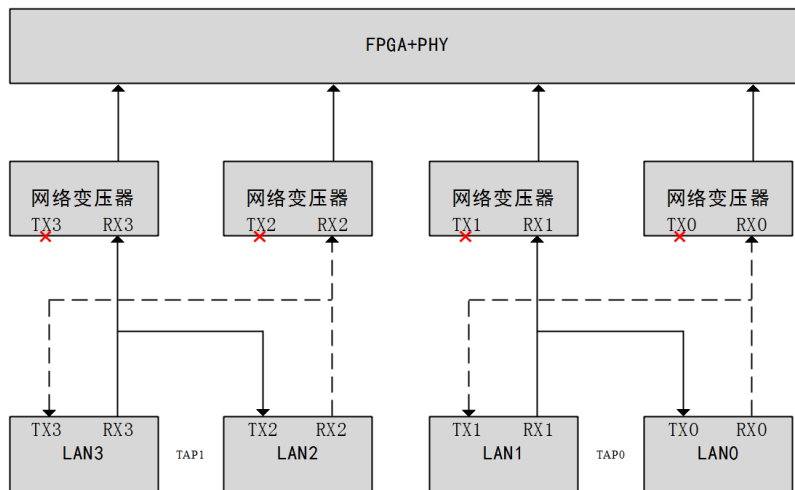 FPGA+PHY
网络变压器 网络变压器 网络变压器 网络变压器
TX3 RX3 TX2 RX2 TX1 RX1 TX0 RX0
TX3 RX3 TX2 RX2 TX1 RX1 TX0 RX0
LAN3 TAP1 LAN2 LAN1 TAP0 LAN0